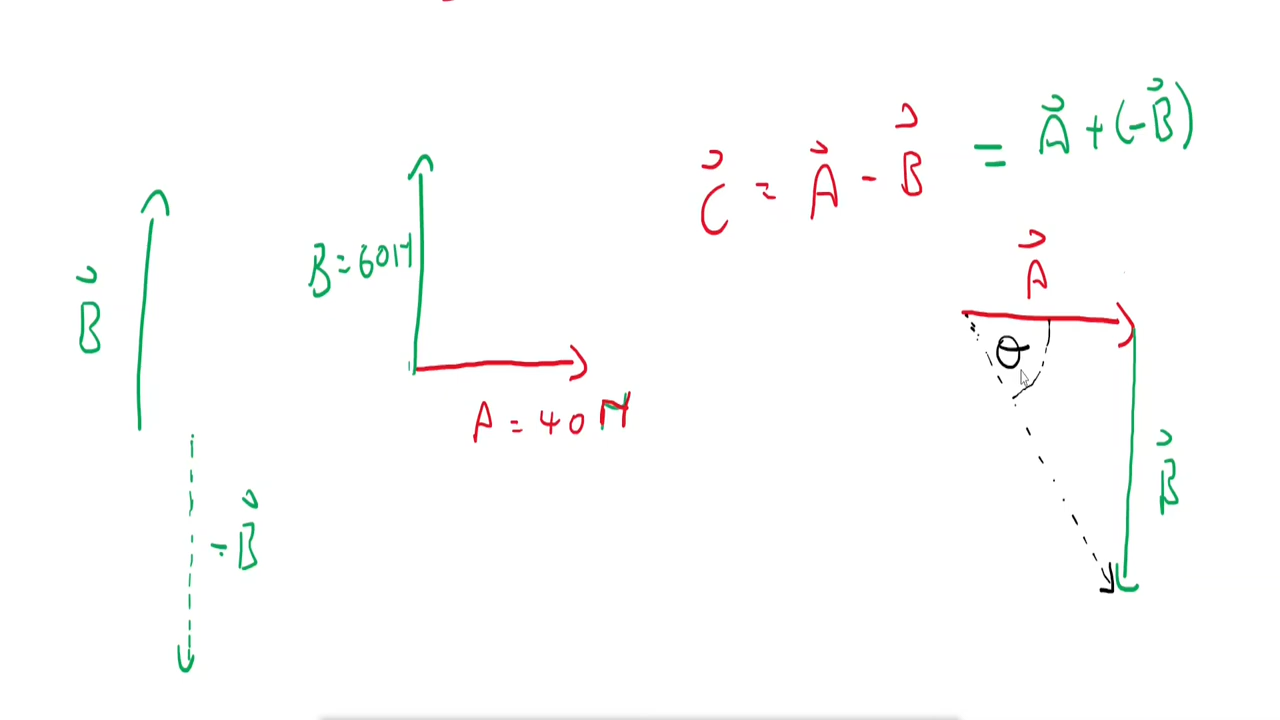 C⃗ = A⃗ - B⃗ = A⃗ + (-B⃗)
B⃗
B = 60N
A = 40N
-B⃗
A⃗
θ
B⃗